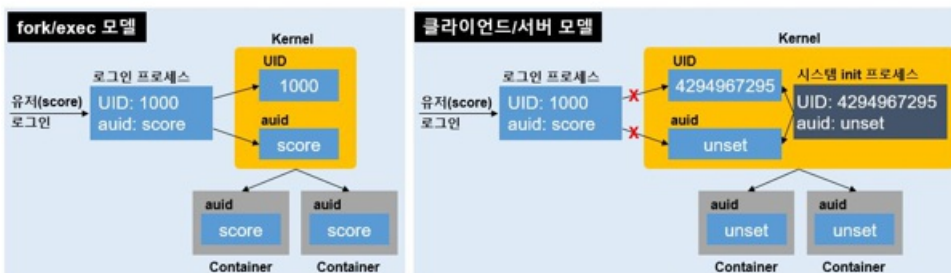 fork/exec 모델
Kernel
UID
1000
로그인 프로세스
유저(score)
로그인
UID: 1000
auid: score
auid
score
auid
score
Container
auid
score
Container
클라이언드/서버 모델
Kernel
UID
4294967295
로그인 프로세스
유저(score)
로그인
UID: 1000
auid: score
X
X
auid
unset
시스템 init 프로세스
UID: 4294967295
auid: unset
auid
unset
Container
auid
unset
Container